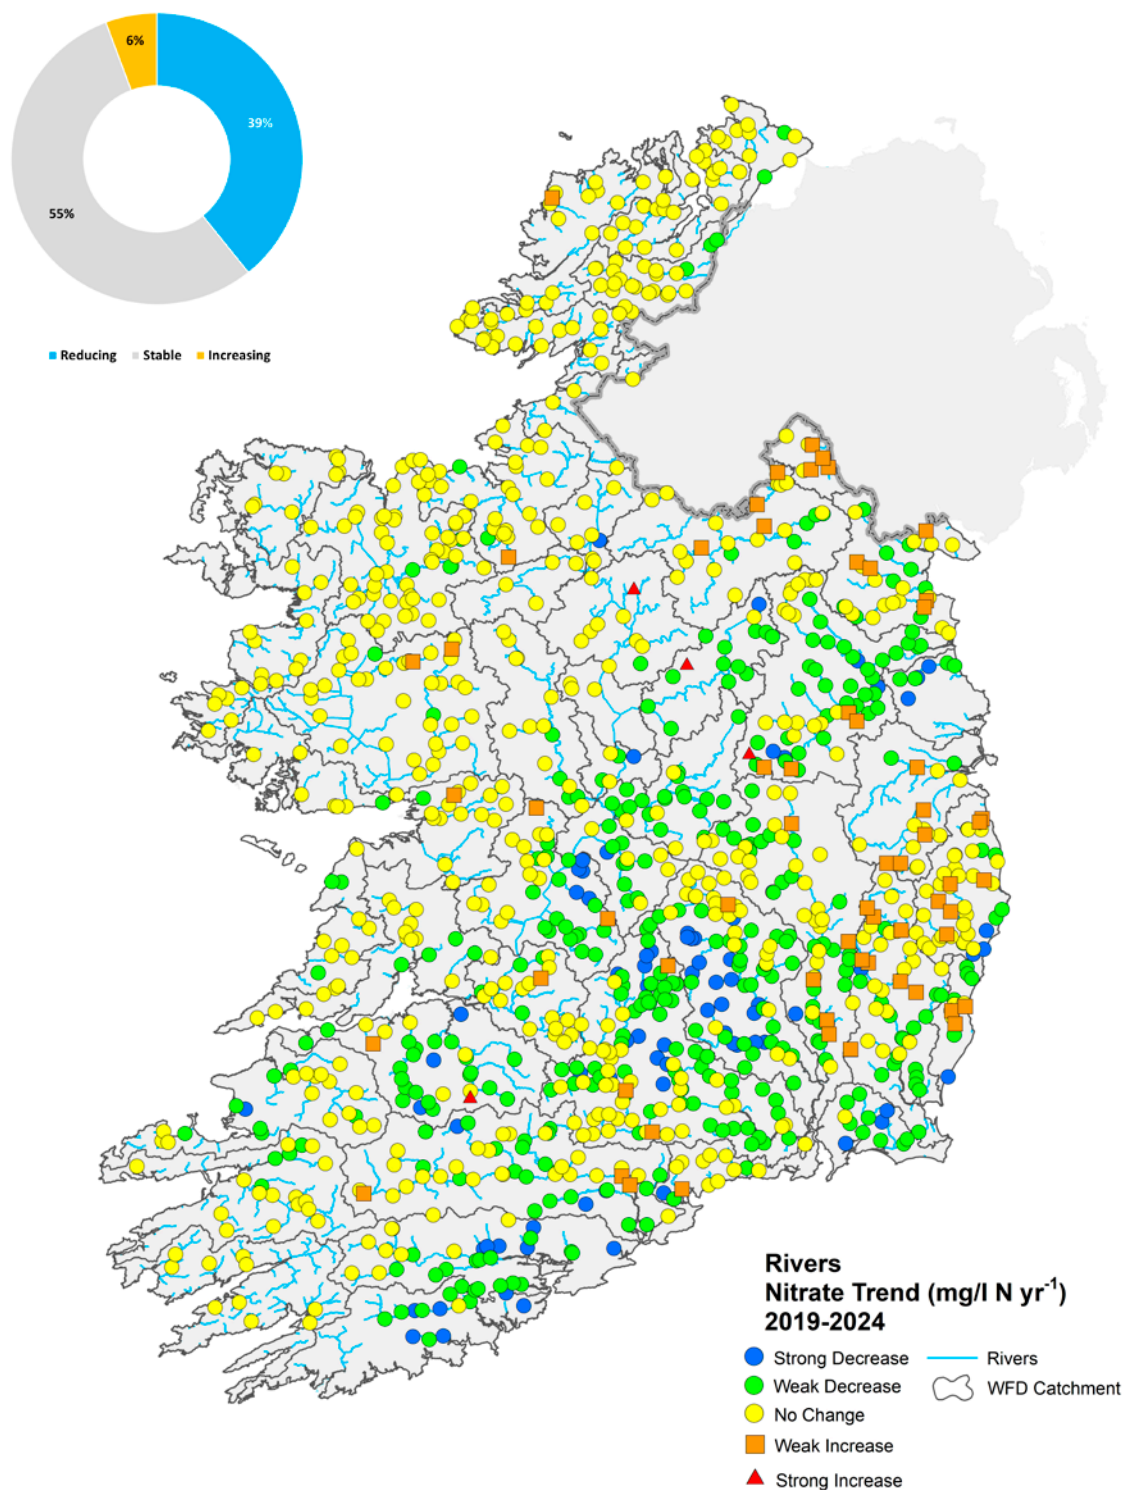 6%
39%
55%
Reducing Stable Increasing
Rivers
Nitrate Trend (mg/l N yr⁻¹)
2019-2024
Strong Decrease Rivers
Weak Decrease WFD Catchment
No Change
Weak Increase
Strong Increase